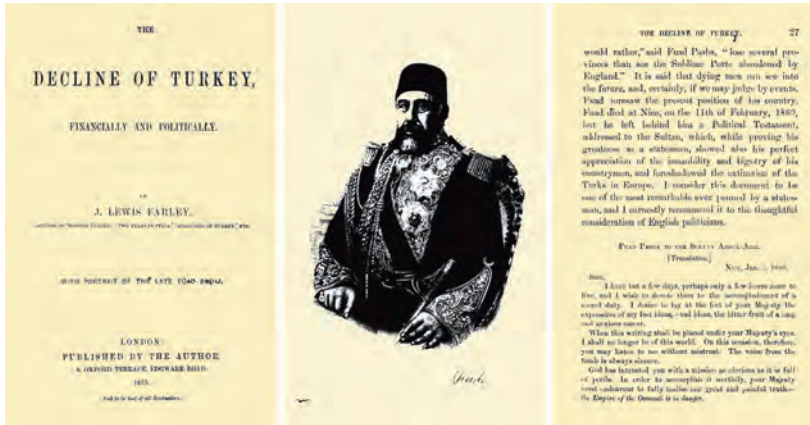 THE
DECLINE OF TURKEY,
FINANCIALLY AND POLITICALLY.
BY
J. LEWIS FARLEY,
WITH PORTRAIT OF THE LATE FUAD PASHA.
LONDON:
PUBLISHED BY THE AUTHOR,
OXFORD TERRACE, EDGWARE ROAD.
1875.
THE DECLINE OF TURKEY. 27
would rather," said Fuad Pasha, "lose several pro-
vinces than see the Sublime Porte abandoned by
England." It is said that dying men can see into
the future, and, certainly, if we may judge by events,
Fuad foresaw the present position of his country.
Fuad died at Nice, on the 11th of February, 1869,
but he left behind him a Political Testament,
addressed to the Sultan, which, while proving his
greatness as a statesman, showed also his perfect
appreciation of the imbecility and bigotry of his
countrymen, and foreshadowed the extinction of the
Turks in Europe. I consider this document to be
one of the most remarkable ever penned by a states-
man, and I earnestly recommend it to the thoughtful
consideration of English politicians.
FUAD PASHA TO THE SULTAN ABDUL-AZIZ.
[Translation.]
Sire,
I have but a few days, perhaps only a few hours more to
live, and I wish to devote them to the accomplishment of a
sacred duty. I desire to lay at the feet of your Majesty the
expression of my last ideas,—sad ideas, the bitter fruit of a long
and anxious career.
When this writing shall be placed under your Majesty's eyes,
I shall no longer be of this world. On this occasion, therefore,
you may listen to me without mistrust. The voice from the
tomb is always sincere.
God has intrusted you with a mission as glorious as it is full
of perils. In order to accomplish it worthily, your Majesty
must endeavour to fully realise one great and painful truth—
the Empire of the Osmanli is in danger.